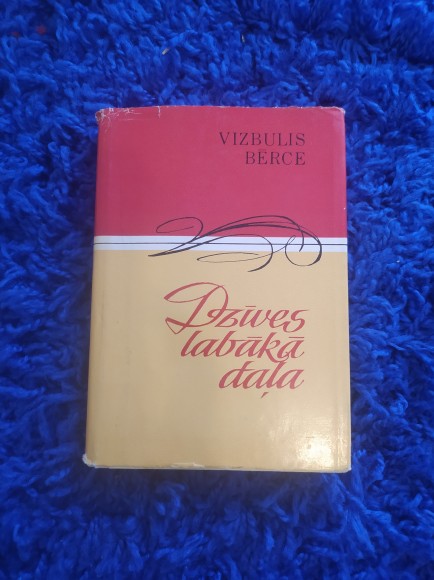 VIZBULIS
BĒRCE
Dzīves
labākā
daļa